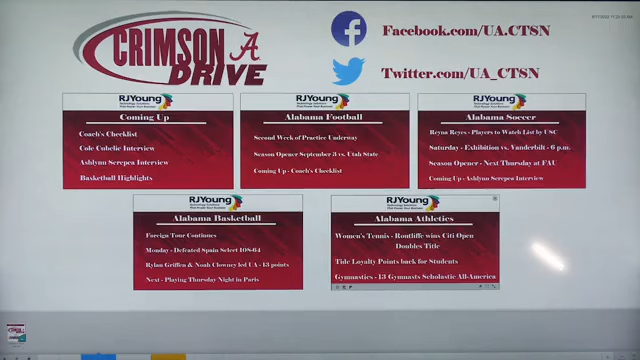 CRIMSON
DRIVE
A
Facebook.com/UA.CTSN
Twitter.com/UA_CTSN
RJYoung
Coming Up
Coach's Checklist
Cole Cubelic Interview
Ashlynn Serepca Interview
Basketball Highlights
RJYoung
Alabama Football
Second Week of Practice Underway
Season Opener September 3 vs. Utah State
Coming Up - Coach's Checklist
RJYoung
Alabama Soccer
Reyna Reyes - Players to Watch List by USC
Saturday - Exhibition vs. Vanderbilt - 6 p.m.
Season Opener - Next Thursday at FAU
Coming Up - Ashlynn Serepca Interview
RJYoung
Alabama Basketball
Foreign Tour Continues
Monday - Defeated Spain Select 108-64
Rylan Griffen & Noah Clowney led UA - 13 points
Next - Playing Thursday Night in Paris
RJYoung
Alabama Athletics
Women's Tennis - Routliffe wins Citi Open
Doubles Title
Tide Loyalty Points back for Students
Gymnastics - 13 Gymnasts Scholastic All-America